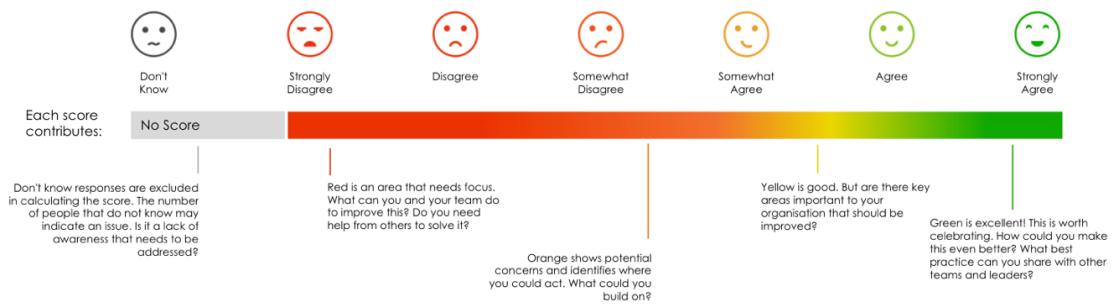 Don't
Know
Strongly
Disagree
Disagree
Somewhat
Disagree
Somewhat
Agree
Agree
Strongly
Agree
Each score
contributes:
No Score
Don't know responses are excluded
in calculating the score. The number
of people that do not know may
indicate an issue. Is it a lack of
awareness that needs to be
addressed?
Red is an area that needs focus.
What can you and your team do
to improve this? Do you need
help from others to solve it?
Orange shows potential
concerns and identifies where
you could act. What could you
build on?
Yellow is good. But are there key
areas important to your
organisation that should be
improved?
Green is excellent! This is worth
celebrating. How could you make
this even better? What best
practice can you share with other
teams and leaders?